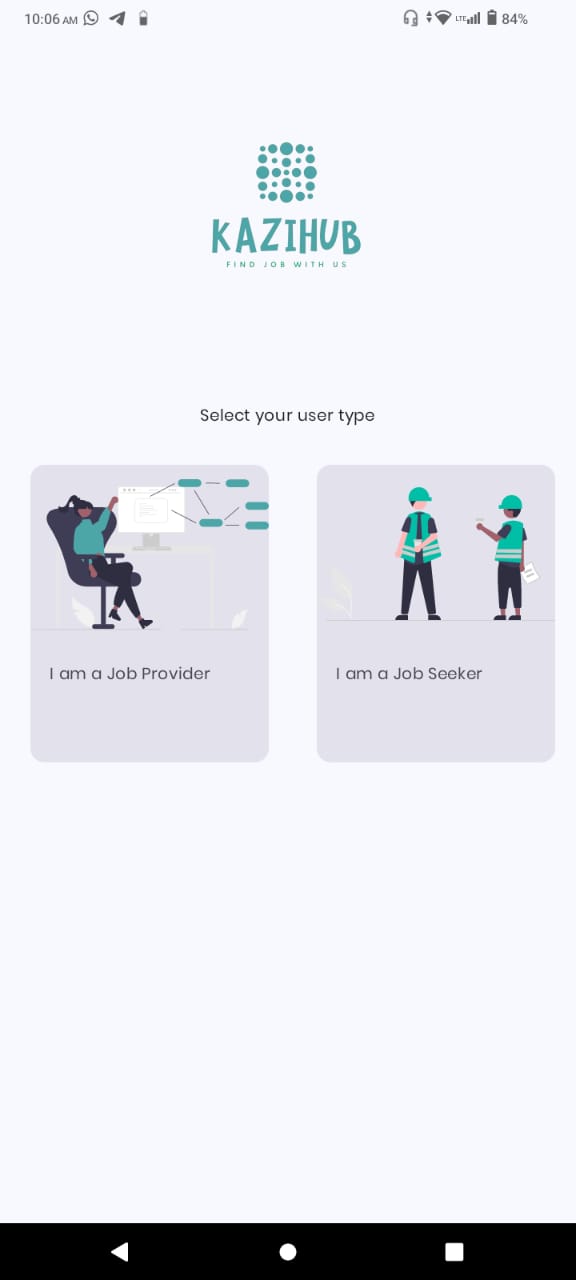 10:06 AM
LTE 84%
KAZIHUB
FIND JOB WITH US
Select your user type
I am a Job Provider
I am a Job Seeker